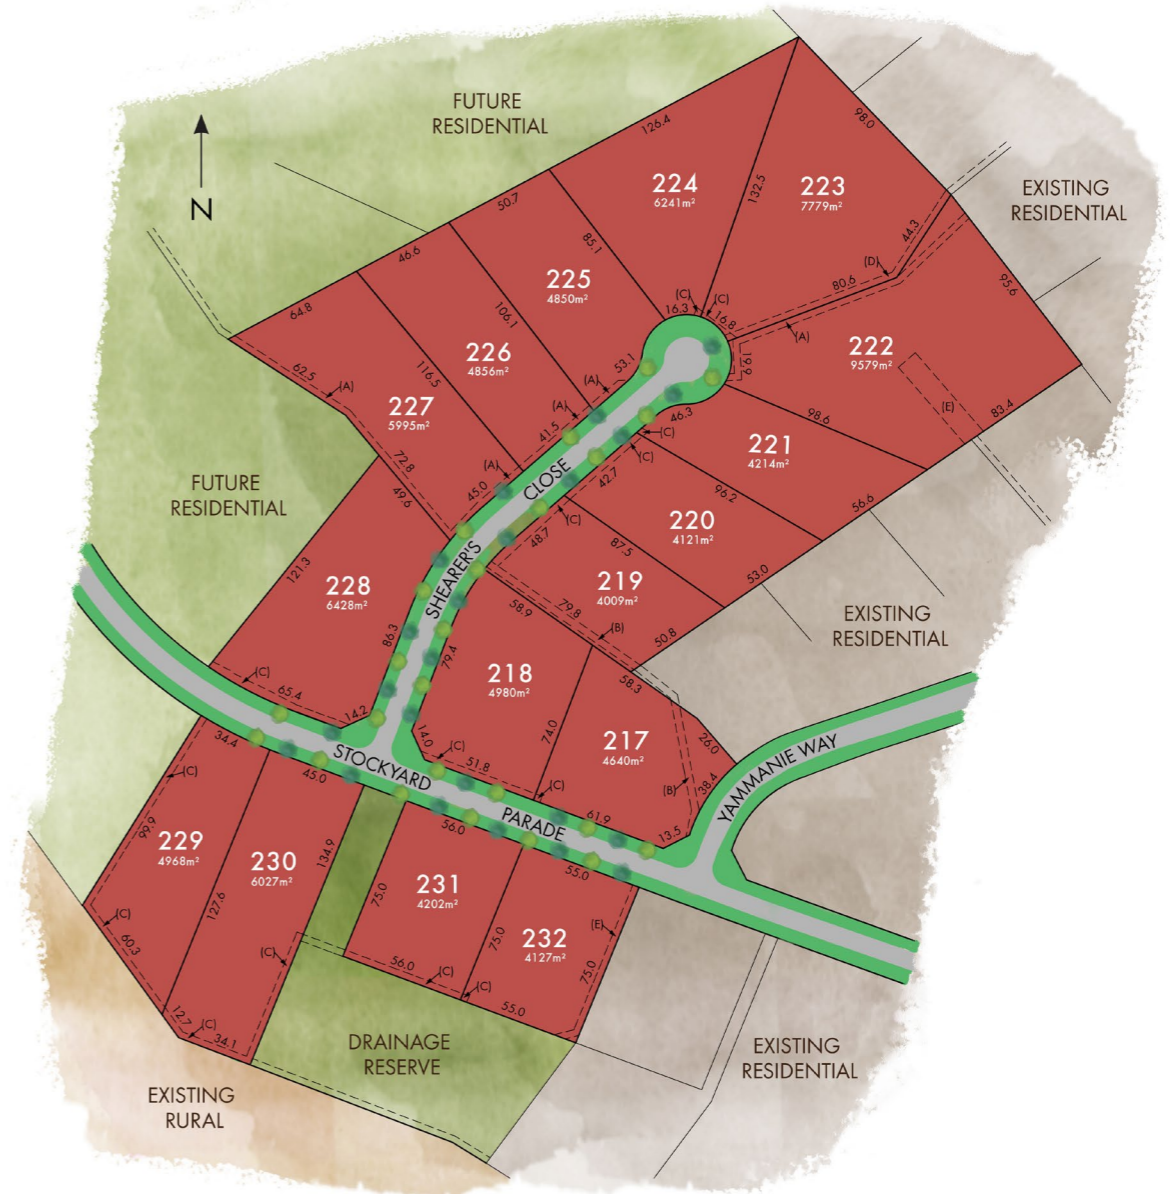 FUTURE
RESIDENTIAL
126.4
98.0
224
6241m²
132.5
223
7779m²
EXISTING
RESIDENTIAL
N
50.7
46.6
85.1
44.3
(D)
80.6
95.6
225
4850m²
(C)
(C)
16.3
16.8
64.8
106.1
(A)
226
4856m²
222
9579m²
19.9
53.1
62.5
(A)
116.5
(A)
(E)
83.4
227
5995m²
(A)
41.5
46.3
98.6
(C)
221
4214m²
72.8
(A)
45.0
CLOSE
42.7
(C)
96.2
56.6
FUTURE
RESIDENTIAL
49.6
(C)
48.7
87.5
220
4121m²
121.3
228
6428m²
SHEARER'S
219
4009m²
53.0
58.9
79.8
(B)
50.8
EXISTING
RESIDENTIAL
86.3
79.4
(C)
65.4
14.2
218
4980m²
58.3
34.4
14.0
(C)
74.0
217
4640m²
26.0
YAMMANIE WAY
STOCKYARD
51.8
(C)
(B)
38.4
(C)
45.0
56.0
PARADE
61.9
13.5
99.9
229
4968m²
230
6027m²
134.9
55.0
127.6
75.0
231
4202m²
(C)
60.3
(C)
75.0
232
4127m²
(E)
75.0
56.0
(C)
(C)
55.0
12.7
(C)
34.1
DRAINAGE
RESERVE
EXISTING
RESIDENTIAL
EXISTING
RURAL